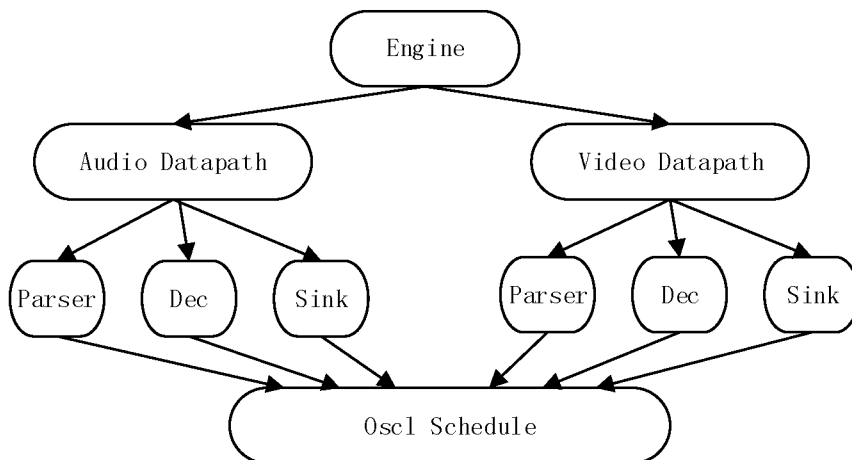 Engine
Audio Datapath
Video Datapath
Parser
Dec
Sink
Parser
Dec
Sink
Oscl Schedule